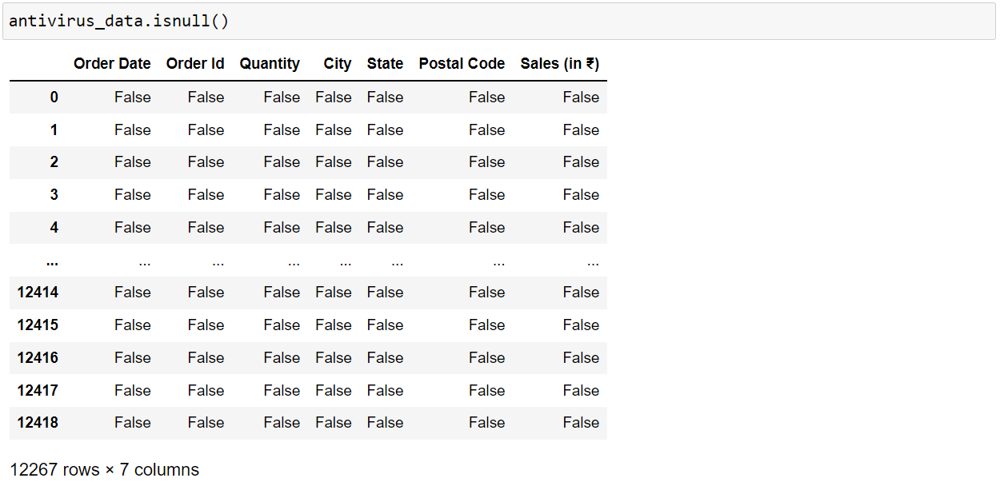 antivirus_data.isnull()
Order Date Order Id Quantity City State Postal Code Sales (in ₹)
0 False False False False False False False
1 False False False False False False False
2 False False False False False False False
3 False False False False False False False
4 False False False False False False False
... ... ... ... ... ... ... ...
12414 False False False False False False False
12415 False False False False False False False
12416 False False False False False False False
12417 False False False False False False False
12418 False False False False False False False
12267 rows × 7 columns